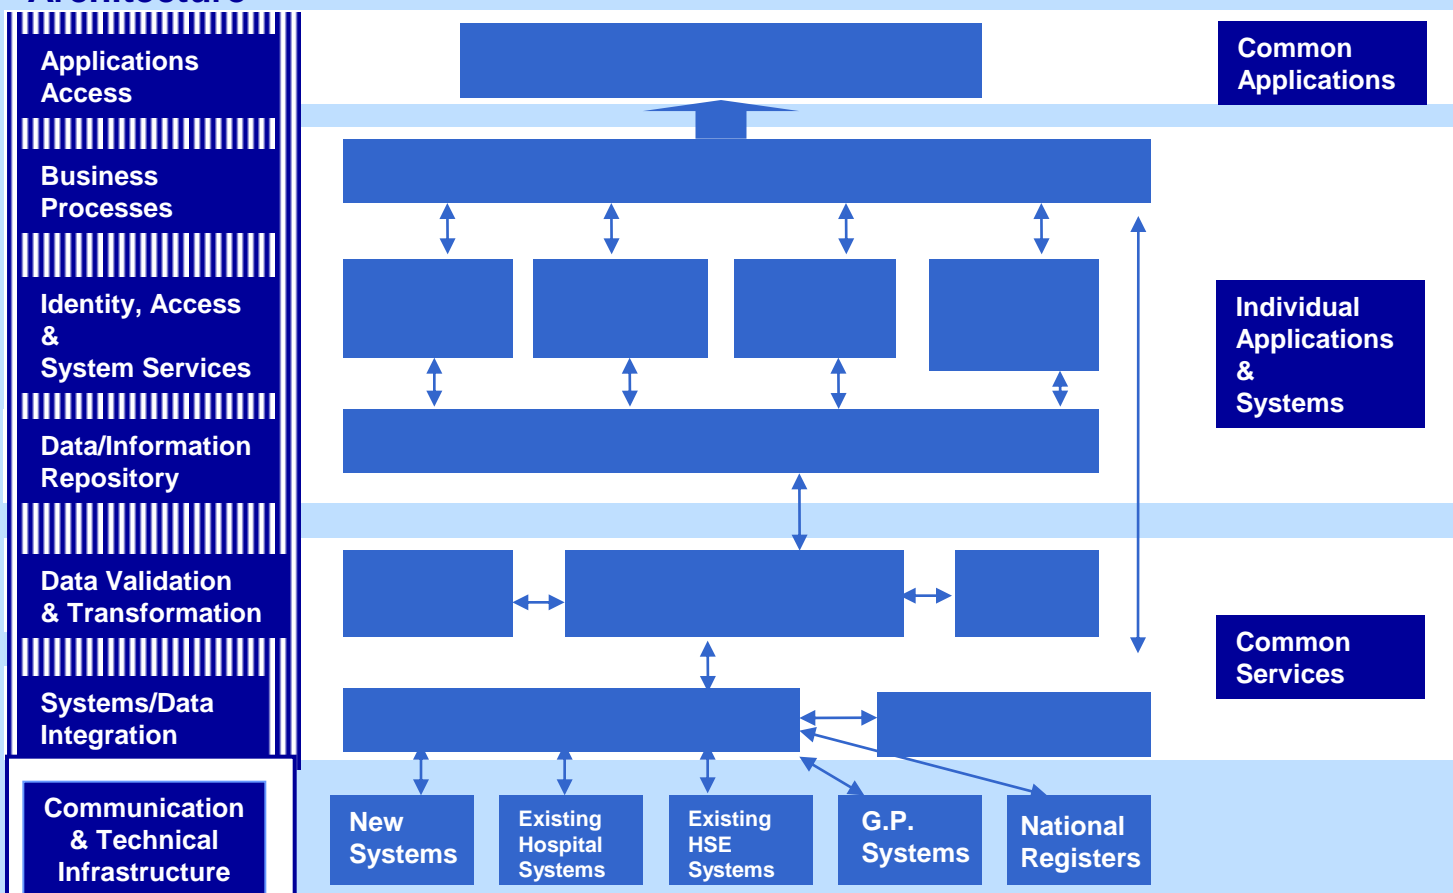 Architecture
Applications
Access
Business
Processes
Identity, Access
&
System Services
Data/Information
Repository
Data Validation
& Transformation
Systems/Data
Integration
Communication
& Technical
Infrastructure
Common
Applications
Individual
Applications
&
Systems
Common
Services
New
Systems
Existing
Hospital
Systems
Existing
HSE
Systems
G.P.
Systems
National
Registers